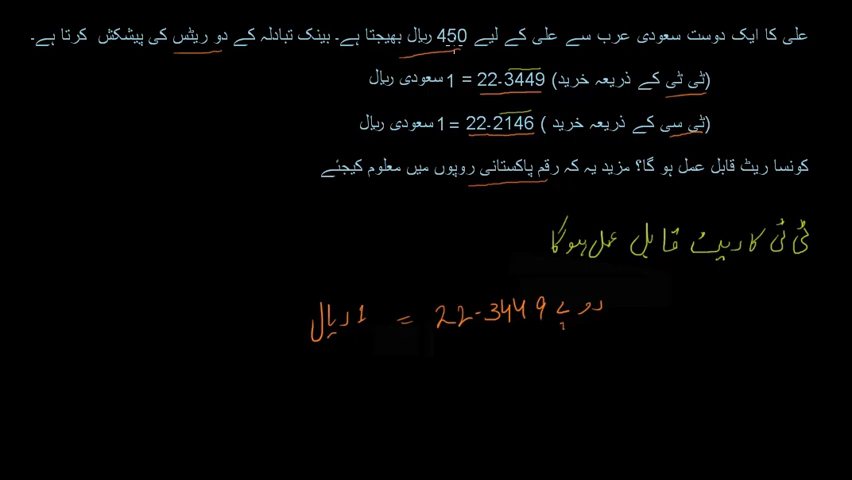 علی کا ایک دوست سعودی عرب سے علی کے لیے 450 ریال بھیجتا ہے۔ بینک تبادلہ کے دو ریٹس کی پیشکش کرتا ہے۔
(ٹی ٹی کے ذریعہ خرید) 22.3449 = 1 سعودی ریال
(ٹی سی کے ذریعہ خرید ) 22.2146 = 1 سعودی ریال
کونسا ریٹ قابل عمل ہو گا؟ مزید یہ کہ رقم پاکستانی روپوں میں معلوم کیجئے
ٹی ٹی کا ریٹ قابل عمل ہوگا
1 ریال = 22.3449 روپے